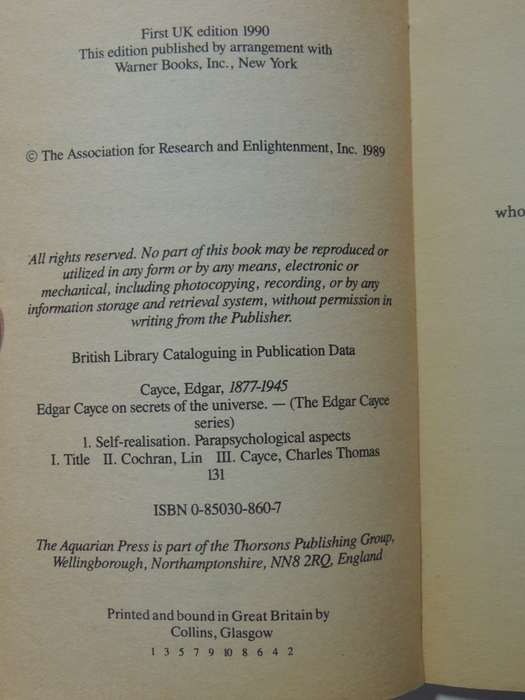 First UK edition 1990
This edition published by arrangement with
Warner Books, Inc., New York
© The Association for Research and Enlightenment, Inc. 1989
All rights reserved. No part of this book may be reproduced or
utilized in any form or by any means, electronic or
mechanical, including photocopying, recording, or by any
information storage and retrieval system, without permission in
writing from the Publisher.
British Library Cataloguing in Publication Data
Cayce, Edgar, 1877-1945
Edgar Cayce on secrets of the universe. — (The Edgar Cayce
series)
1. Self-realisation. Parapsychological aspects
I. Title II. Cochran, Lin III. Cayce, Charles Thomas
131
ISBN 0-85030-860-7
The Aquarian Press is part of the Thorsons Publishing Group,
Wellingborough, Northamptonshire, NN8 2RQ, England
Printed and bound in Great Britain by
Collins, Glasgow
1 3 5 7 9 10 8 6 4 2
who